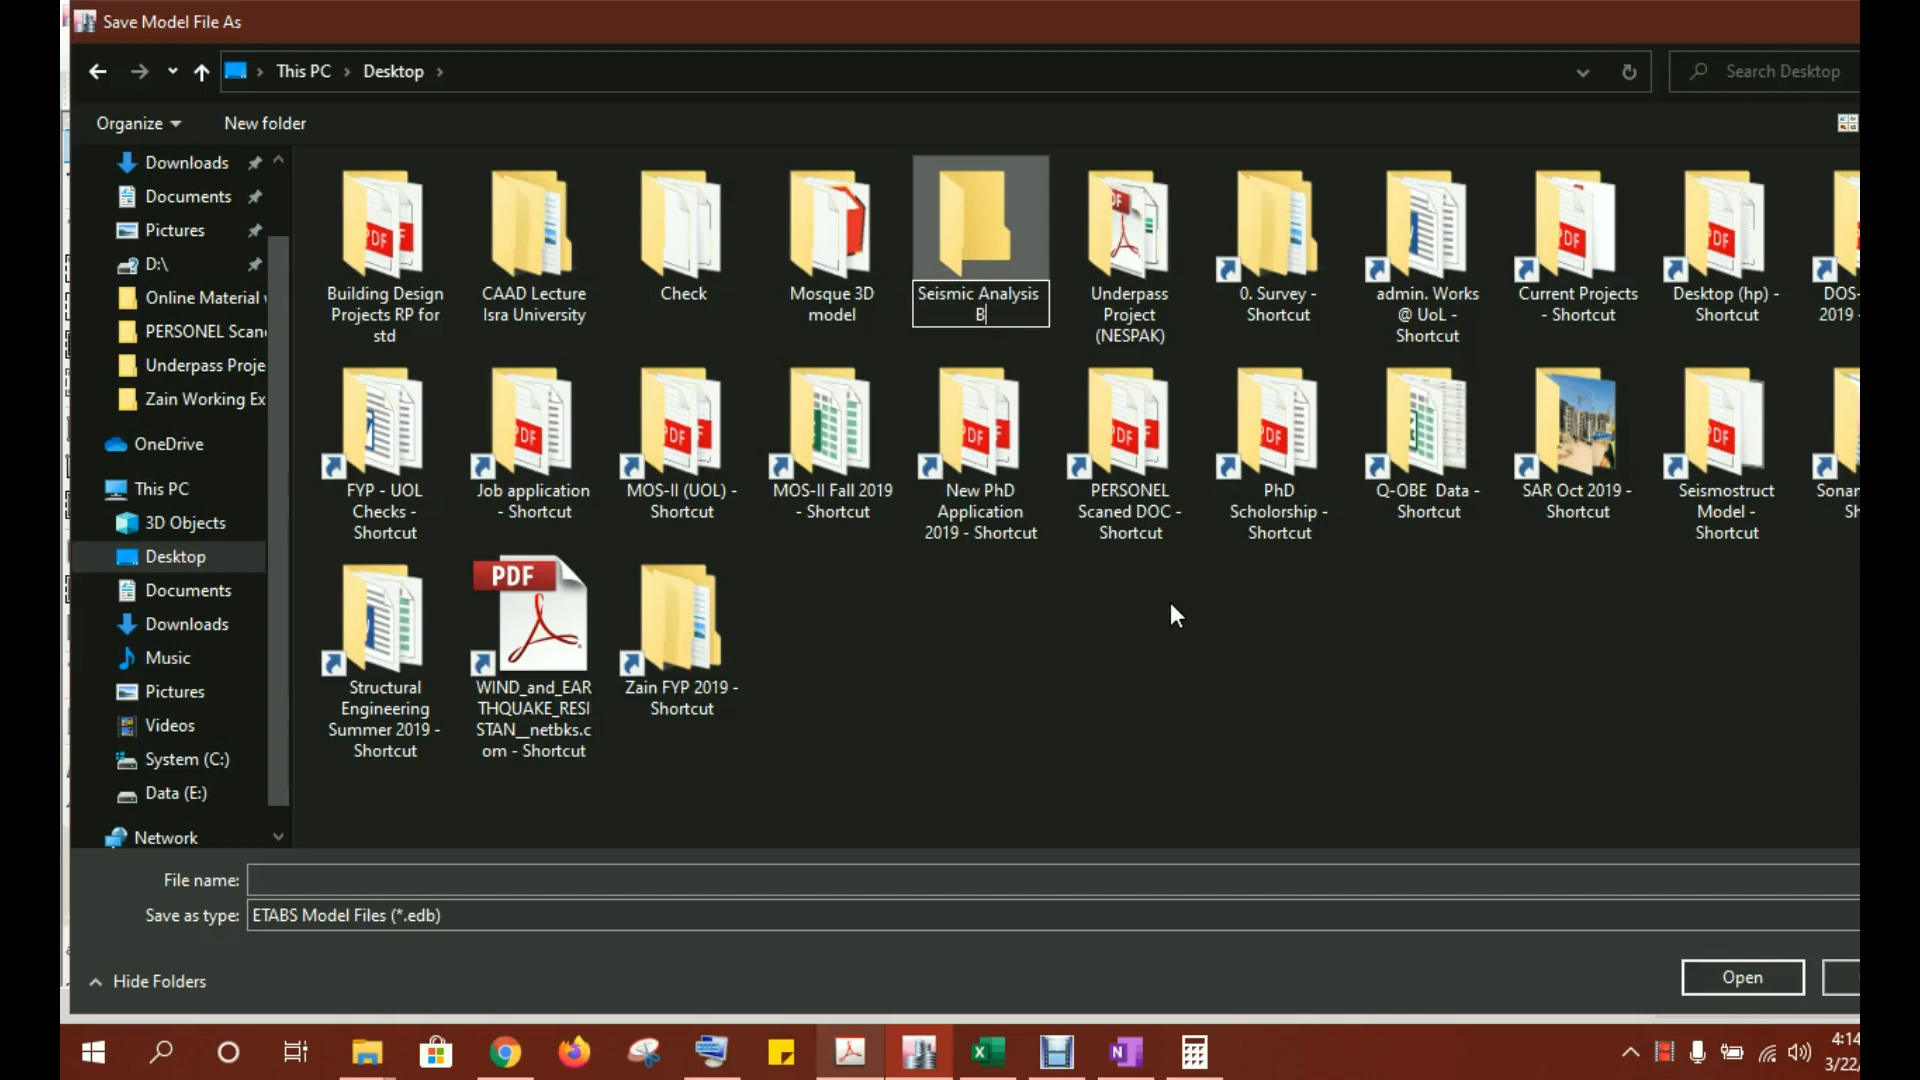 Save Model File As
This PC
Desktop
Search Desktop
Organize
New folder
Downloads
Documents
Pictures
D:\
Online Material
PERSONEL Scan
Underpass Proje
Zain Working Ex
OneDrive
This PC
3D Objects
Desktop
Documents
Downloads
Music
Pictures
Videos
System (C:)
Data (E:)
Network
Building Design
Projects RP for
std
CAAD Lecture
Isra University
Check
Mosque 3D
model
Seismic Analysis
B
Underpass
Project
(NESPAK)
0. Survey -
Shortcut
admin. Works
@ UoL -
Shortcut
Current Projects
- Shortcut
Desktop (hp) -
Shortcut
DOS-
2019 -
FYP - UOL
Checks -
Shortcut
Job application
- Shortcut
MOS-II (UOL) -
Shortcut
MOS-II Fall 2019
- Shortcut
New PhD
Application
2019 - Shortcut
PERSONEL
Scaned DOC -
Shortcut
PhD
Scholorship -
Shortcut
Q-OBE Data -
Shortcut
SAR Oct 2019 -
Shortcut
Seismostruct
Model -
Shortcut
Sonar
Sh
Structural
Engineering
Summer 2019 -
Shortcut
PDF
WIND_and_EAR
THQUAKE_RESI
STAN__netbks.c
om - Shortcut
Zain FYP 2019 -
Shortcut
File name:
Save as type:
ETABS Model Files (*.edb)
Hide Folders
Open
4:14
3/22/